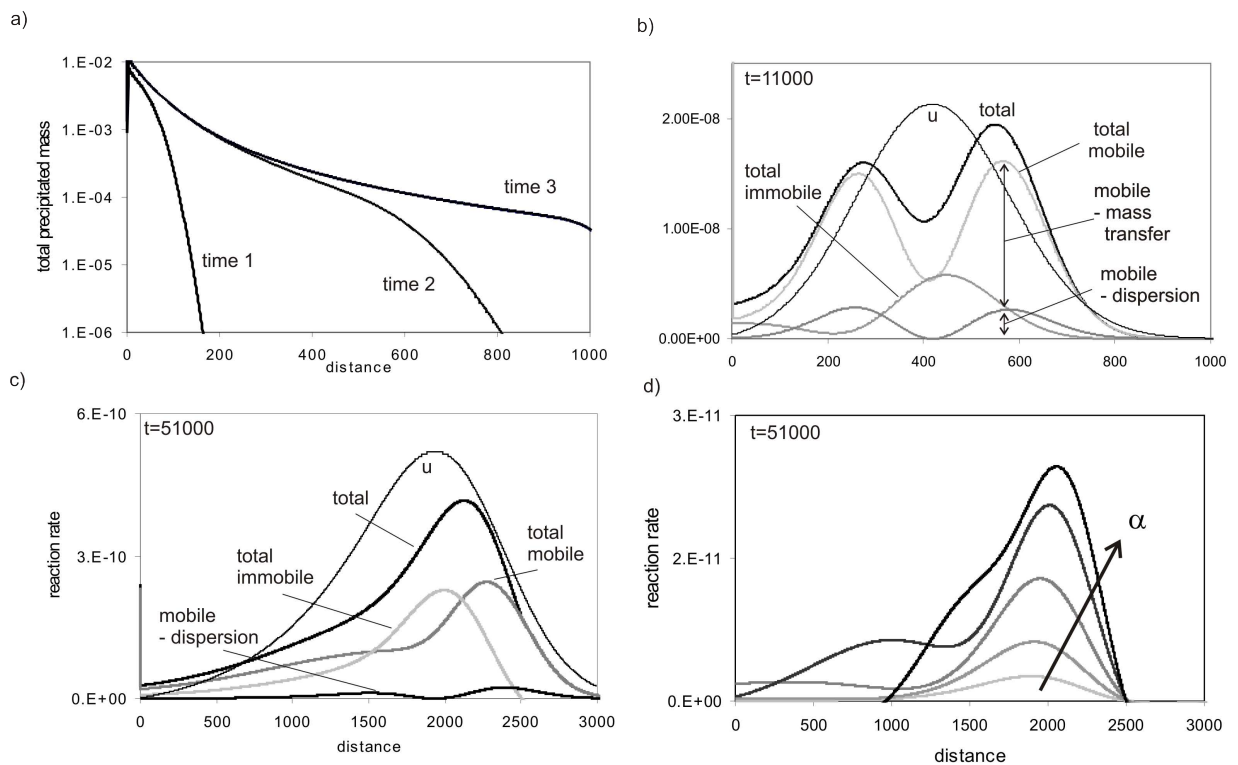 a)
total precipitated mass
1.E-02
1.E-03
1.E-04
1.E-05
1.E-06
time 1
time 2
time 3
0
200
400
600
800
1000
distance
b)
t=11000
2.00E-08
1.00E-08
0.00E+00
u
total
total
mobile
total
immobile
mobile
- mass
transfer
mobile
- dispersion
0
200
400
600
800
1000
c)
t=51000
reaction rate
6.E-10
3.E-10
0.E+00
u
total
total
mobile
total
immobile
mobile
- dispersion
0
500
1000
1500
2000
2500
3000
distance
d)
t=51000
reaction rate
3.E-11
2.E-11
0.E+00
α
0
500
1000
1500
2000
2500
3000
distance